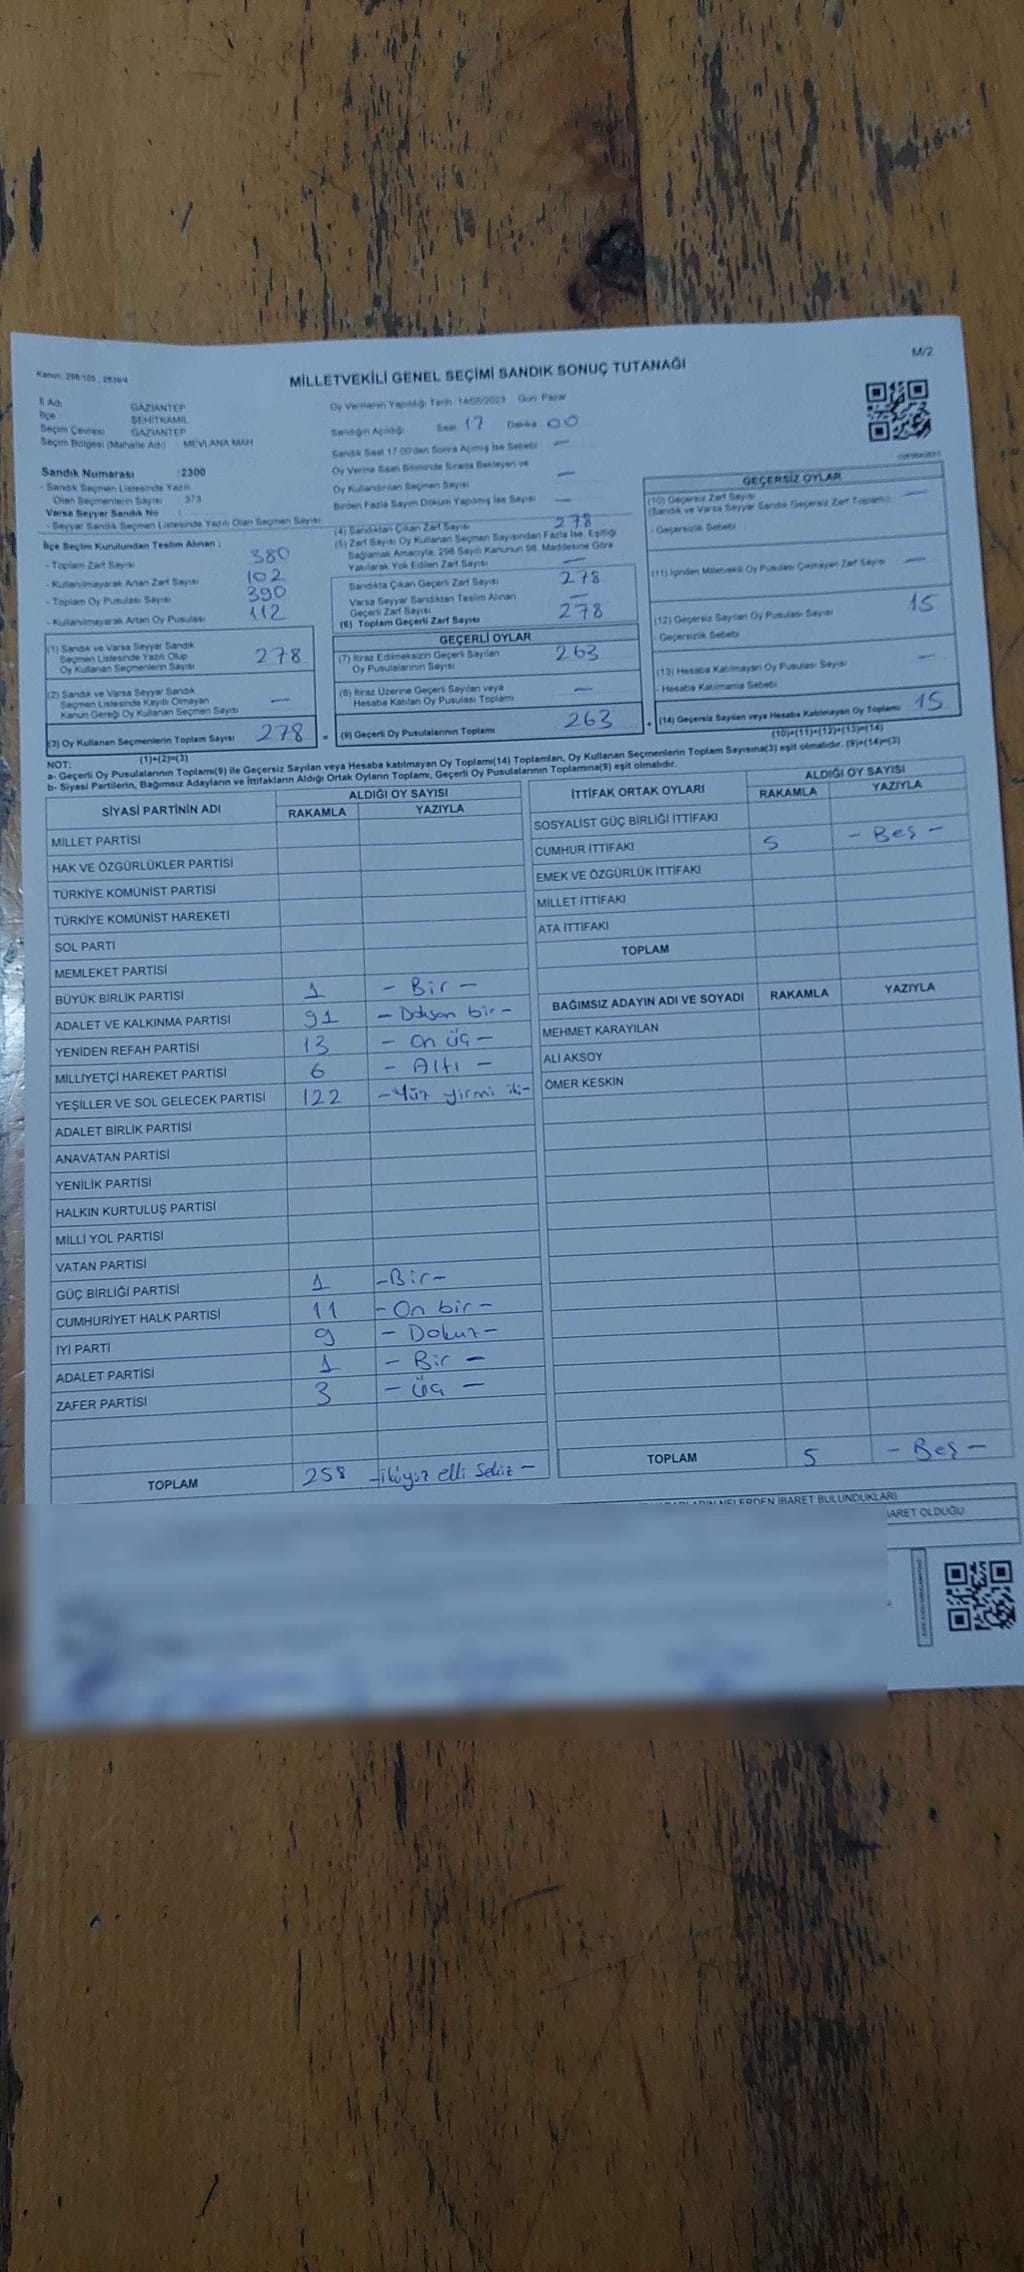 Kanun: 298/105 , 2839/4
M/2
MİLLETVEKİLİ GENEL SEÇİMİ SANDIK SONUÇ TUTANAĞI
İl Adı GAZİANTEP
İlçe ŞEHİTKAMİL
Seçim Çevresi GAZİANTEP
Seçim Bölgesi (Mahalle Adı) MEVLANA MAH
Sandık Numarası :2300
- Sandık Seçmen Listesinde Yazılı
Olan Seçmenlerin Sayısı : 373
Varsa Seyyar Sandık No :
- Seyyar Sandık Seçmen Listesinde Yazılı Olan Seçmen Sayısı
Oy Vermenin Yapıldığı Tarih: 14/05/2023 Gün: Pazar
Sandığın Açıldığı Saat 17 Dakika 00
Sandık Saat 17.00'den Sonra Açılmış İse Sebebi —
Oy Verme Saati Bitiminde Sırada Bekleyen ve
Oy Kullandırılan Seçmen Sayısı —
Birden Fazla Sayım Döküm Yapılmış İse Sayısı —
İlçe Seçim Kurulundan Teslim Alınan :
- Toplam Zarf Sayısı 380
- Kullanılmayarak Artan Zarf Sayısı 102
- Toplam Oy Pusulası Sayısı 390
- Kullanılmayarak Artan Oy Pusulası 112
(1) Sandık ve Varsa Seyyar Sandık
Seçmen Listesinde Yazılı Olup
Oy Kullanan Seçmenlerin Sayısı 278
(2) Sandık ve Varsa Seyyar Sandık
Seçmen Listesinde Kayıtlı Olmayan
Kanun Gereği Oy Kullanan Seçmen Sayısı —
(3) Oy Kullanan Seçmenlerin Toplam Sayısı 278 =
(1)+(2)=(3)
(4) Sandıktan Çıkan Zarf Sayısı 278
(5) Zarf Sayısı Oy Kullanan Seçmen Sayısından Fazla İse, Eşitliği
Sağlamak Amacıyla, 298 Sayılı Kanunun 98. Maddesine Göre
Yakılarak Yok Edilen Zarf Sayısı —
Sandıkta Çıkan Geçerli Zarf Sayısı 278
Varsa Seyyar Sandıktan Teslim Alınan
Geçerli Zarf Sayısı —
(6) Toplam Geçerli Zarf Sayısı 278
GEÇERLİ OYLAR
(7) İtiraz Edilmeksizin Geçerli Sayılan
Oy Pusulalarının Sayısı 263
(8) İtiraz Üzerine Geçerli Sayılan veya
Hesaba Katılan Oy Pusulası Toplamı —
(9) Geçerli Oy Pusulalarının Toplamı 263 +
GEÇERSİZ OYLAR
(10) Geçersiz Zarf Sayısı
(Sandık ve Varsa Seyyar Sandık Geçersiz Zarf Toplamı) —
- Geçersizlik Sebebi
(11) İçinden Milletvekili Oy Pusulası Çıkmayan Zarf Sayısı —
(12) Geçersiz Sayılan Oy Pusulası Sayısı 15
Geçersizlik Sebebi
(13) Hesaba Katılmayan Oy Pusulası Sayısı —
- Hesaba Katılmama Sebebi
(14) Geçersiz Sayılan veya Hesaba Katılmayan Oy Toplamı 15
(10)+(11)+(12)+(13)=(14)
NOT:
a- Geçerli Oy Pusulalarının Toplamı(9) ile Geçersiz Sayılan veya Hesaba katılmayan Oy Toplamı(14) Toplamları, Oy Kullanan Seçmenlerin Toplam Sayısına(3) eşit olmalıdır. (9)+(14)=(3)
b- Siyasi Partilerin, Bağımsız Adayların ve İttifakların Aldığı Ortak Oyların Toplamı, Geçerli Oy Pusulalarının Toplamına(9) eşit olmalıdır.
SİYASİ PARTİNİN ADI ALDIĞI OY SAYISI
RAKAMLA YAZIYLA
MİLLET PARTİSİ
HAK VE ÖZGÜRLÜKLER PARTİSİ
TÜRKİYE KOMÜNİST PARTİSİ
TÜRKİYE KOMÜNİST HAREKETİ
SOL PARTİ
MEMLEKET PARTİSİ
BÜYÜK BİRLİK PARTİSİ 1 - Bir -
ADALET VE KALKINMA PARTİSİ 91 - Doksan bir -
YENİDEN REFAH PARTİSİ 13 - On üç -
MİLLİYETÇİ HAREKET PARTİSİ 6 - Altı -
YEŞİLLER VE SOL GELECEK PARTİSİ 122 - Yüz yirmi iki -
ADALET BİRLİK PARTİSİ
ANAVATAN PARTİSİ
YENİLİK PARTİSİ
HALKIN KURTULUŞ PARTİSİ
MİLLİ YOL PARTİSİ
VATAN PARTİSİ
GÜÇ BİRLİĞİ PARTİSİ 1 - Bir -
CUMHURİYET HALK PARTİSİ 11 - On bir -
İYİ PARTİ 9 - Dokuz -
ADALET PARTİSİ 1 - Bir -
ZAFER PARTİSİ 3 - Üç -
TOPLAM 258 - ikiyüz elli Sekiz -
İTTİFAK ORTAK OYLARI ALDIĞI OY SAYISI
RAKAMLA YAZIYLA
SOSYALİST GÜÇ BİRLİĞİ İTTİFAKI
CUMHUR İTTİFAKI 5 - Beş -
EMEK VE ÖZGÜRLÜK İTTİFAKI
MİLLET İTTİFAKI
ATA İTTİFAKI
TOPLAM
BAĞIMSIZ ADAYIN ADI VE SOYADI RAKAMLA YAZIYLA
MEHMET KARAYILAN
ALİ AKSOY
ÖMER KESKİN
TOPLAM 5 - Beş -
NELERDEN İBARET BULUNDUKLARI
İBARET OLDUĞU